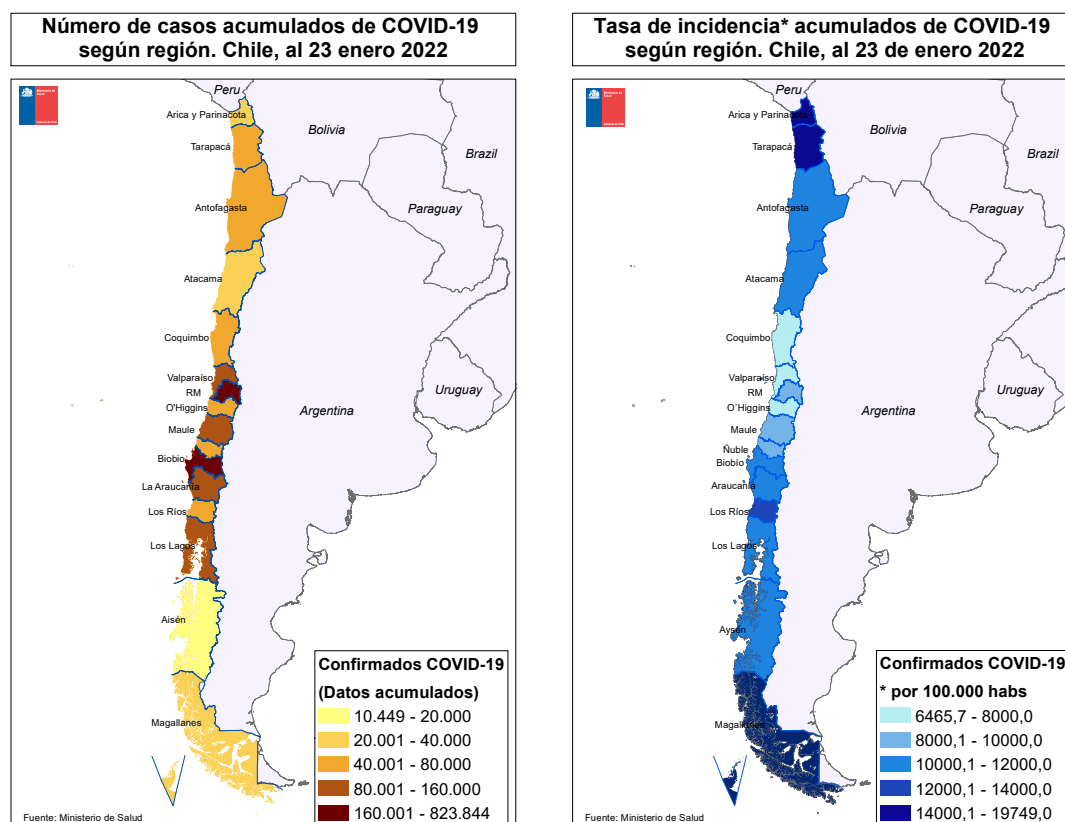 Número de casos acumulados de COVID-19
según región. Chile, al 23 enero 2022
Peru
Arica y Parinacota
Bolivia
Tarapacá
Brazil
Antofagasta
Paraguay
Atacama
Coquimbo
Valparaíso
RM
Uruguay
O'Higgins
Argentina
Maule
Biobio
La Araucanía
Los Ríos
Los Lagos
Aisén
Magallanes
Confirmados COVID-19
(Datos acumulados)
10.449 - 20.000
20.001 - 40.000
40.001 - 80.000
80.001 - 160.000
160.001 - 823.844
Fuente: Ministerio de Salud
Tasa de incidencia* acumulados de COVID-19
según región. Chile, al 23 de enero 2022
Peru
Arica y Parinacota
Bolivia
Tarapacá
Brazil
Antofagasta
Paraguay
Atacama
Coquimbo
Valparaíso
RM
Uruguay
O´Higgins
Argentina
Maule
Ñuble
Biobío
Araucanía
Los Ríos
Los Lagos
Aysén
Magallanes
Confirmados COVID-19
* por 100.000 habs
6465,7 - 8000,0
8000,1 - 10000,0
10000,1 - 12000,0
12000,1 - 14000,0
14000,1 - 19749,0
Fuente: Ministerio de Salud